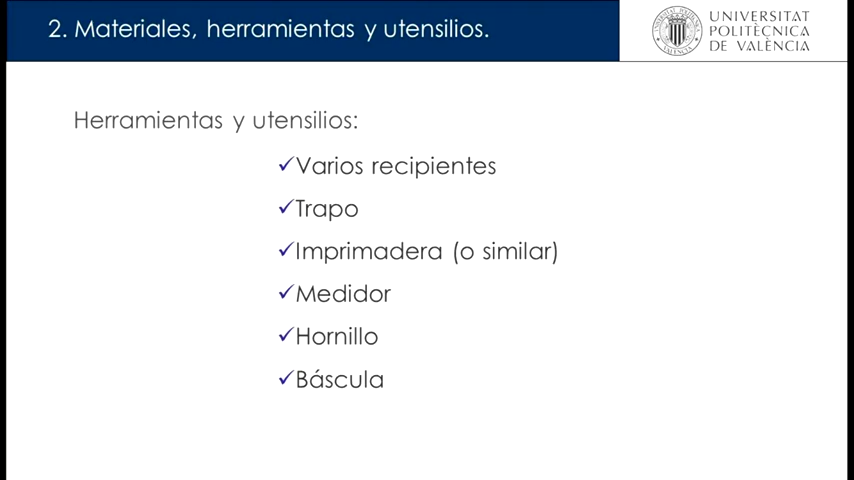 2. Materiales, herramientas y utensilios.
UNIVERSITAT
POLITÈCNICA
DE VALÈNCIA
Herramientas y utensilios:
✓Varios recipientes
✓Trapo
✓Imprimadera (o similar)
✓Medidor
✓Hornillo
✓Báscula